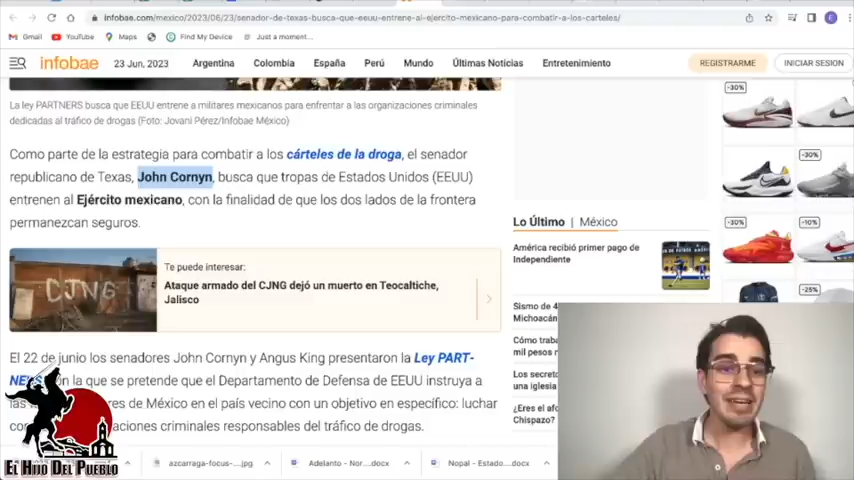 infobae.com/mexico/2023/06/23/senador-de-texas-busca-que-eeuu-entrene-al-ejercito-mexicano-para-combatir-a-los-carteles/
E
Gmail
YouTube
Maps
Find My Device
Just a moment...
infobae
23 Jun, 2023
Argentina
Colombia
España
Perú
Mundo
Últimas Noticias
Entretenimiento
REGISTRARME
INICIAR SESIÓN
La ley PARTNERS busca que EEUU entrene a militares mexicanos para enfrentar a las organizaciones criminales
dedicadas al tráfico de drogas (Foto: Jovani Pérez/Infobae México)
Como parte de la estrategia para combatir a los cárteles de la droga, el senador
republicano de Texas, John Cornyn, busca que tropas de Estados Unidos (EEUU)
entrenen al Ejército mexicano, con la finalidad de que los dos lados de la frontera
permanezcan seguros.
CJNG
Te puede interesar:
Ataque armado del CJNG dejó un muerto en Teocaltiche,
Jalisco
El 22 de junio los senadores John Cornyn y Angus King presentaron la Ley PART-
con la que se pretende que el Departamento de Defensa de EEUU instruya a
las res de México en el país vecino con un objetivo en específico: luchar
aciones criminales responsables del tráfico de drogas.
Lo Último | México
América recibió primer pago de
Independiente
Sismo de 4
Michoacán
Cómo trab
mil pesos
Los secret
una iglesia
¿Eres el afo
Chispazo?
-30%
-30%
-30%
-10%
-25%
EL HIJO DEL PUEBLO
azcarraga-focus-....jpg
Adelanto - Nor....docx
Nopal - Estado....docx